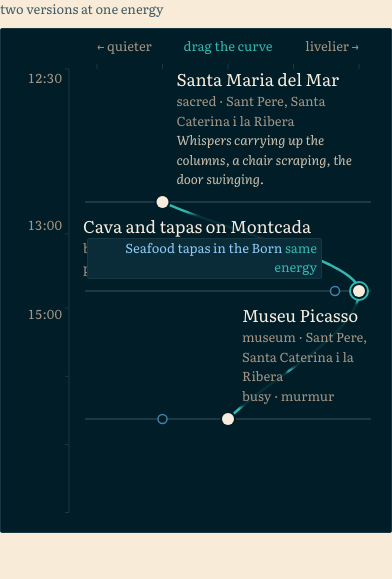 two versions at one energy
← quieter drag the curve livelier →
12:30 Santa Maria del Mar
sacred · Sant Pere, Santa
Caterina i la Ribera
Whispers carrying up the
columns, a chair scraping, the
door swinging.
13:00 Cava and tapas on Montcada
Seafood tapas in the Born same
energy
15:00 Museu Picasso
museum · Sant Pere,
Santa Caterina i la
Ribera
busy · murmur